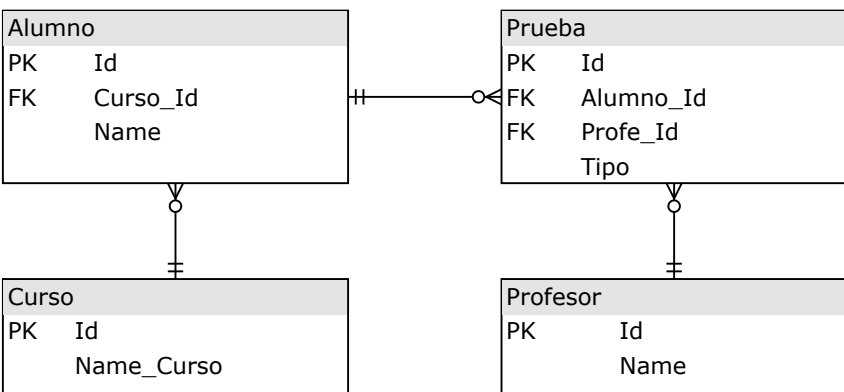 Alumno
PK Id
FK Curso_Id
Name
Prueba
PK Id
FK Alumno_Id
FK Profe_Id
Tipo
Curso
PK Id
Name_Curso
Profesor
PK Id
Name